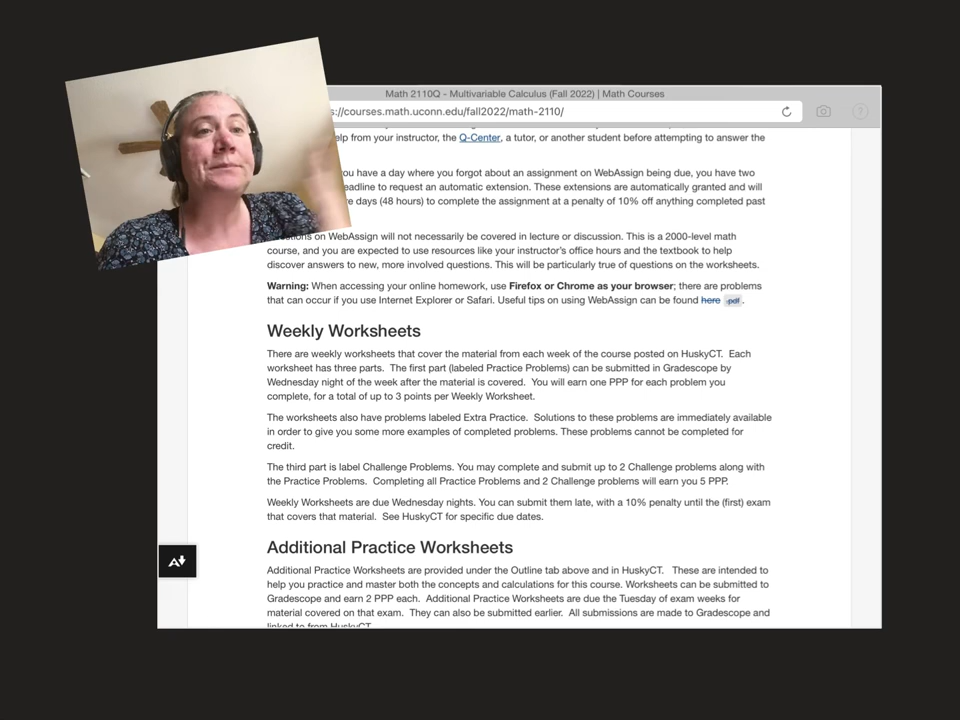 Math 2110Q - Multivariable Calculus (Fall 2022) | Math Courses
s://courses.math.uconn.edu/fall2022/math-2110/
elp from your instructor, the Q-Center, a tutor, or another student before attempting to answer the
you have a day where you forgot about an assignment on WebAssign being due, you have two
eadline to request an automatic extension. These extensions are automatically granted and will
days (48 hours) to complete the assignment at a penalty of 10% off anything completed past
on WebAssign will not necessarily be covered in lecture or discussion. This is a 2000-level math
course, and you are expected to use resources like your instructor's office hours and the textbook to help
discover answers to new, more involved questions. This will be particularly true of questions on the worksheets.
Warning: When accessing your online homework, use Firefox or Chrome as your browser; there are problems
that can occur if you use Internet Explorer or Safari. Useful tips on using WebAssign can be found here pdf.
Weekly Worksheets
There are weekly worksheets that cover the material from each week of the course posted on HuskyCT. Each
worksheet has three parts. The first part (labeled Practice Problems) can be submitted in Gradescope by
Wednesday night of the week after the material is covered. You will earn one PPP for each problem you
complete, for a total of up to 3 points per Weekly Worksheet.
The worksheets also have problems labeled Extra Practice. Solutions to these problems are immediately available
in order to give you some more examples of completed problems. These problems cannot be completed for
credit.
The third part is label Challenge Problems. You may complete and submit up to 2 Challenge problems along with
the Practice Problems. Completing all Practice Problems and 2 Challenge problems will earn you 5 PPP.
Weekly Worksheets are due Wednesday nights. You can submit them late, with a 10% penalty until the (first) exam
that covers that material. See HuskyCT for specific due dates.
Additional Practice Worksheets
Additional Practice Worksheets are provided under the Outline tab above and in HuskyCT. These are intended to
help you practice and master both the concepts and calculations for this course. Worksheets can be submitted to
Gradescope and earn 2 PPP each. Additional Practice Worksheets are due the Tuesday of exam weeks for
material covered on that exam. They can also be submitted earlier. All submissions are made to Gradescope and
linked to from HuskyCT.